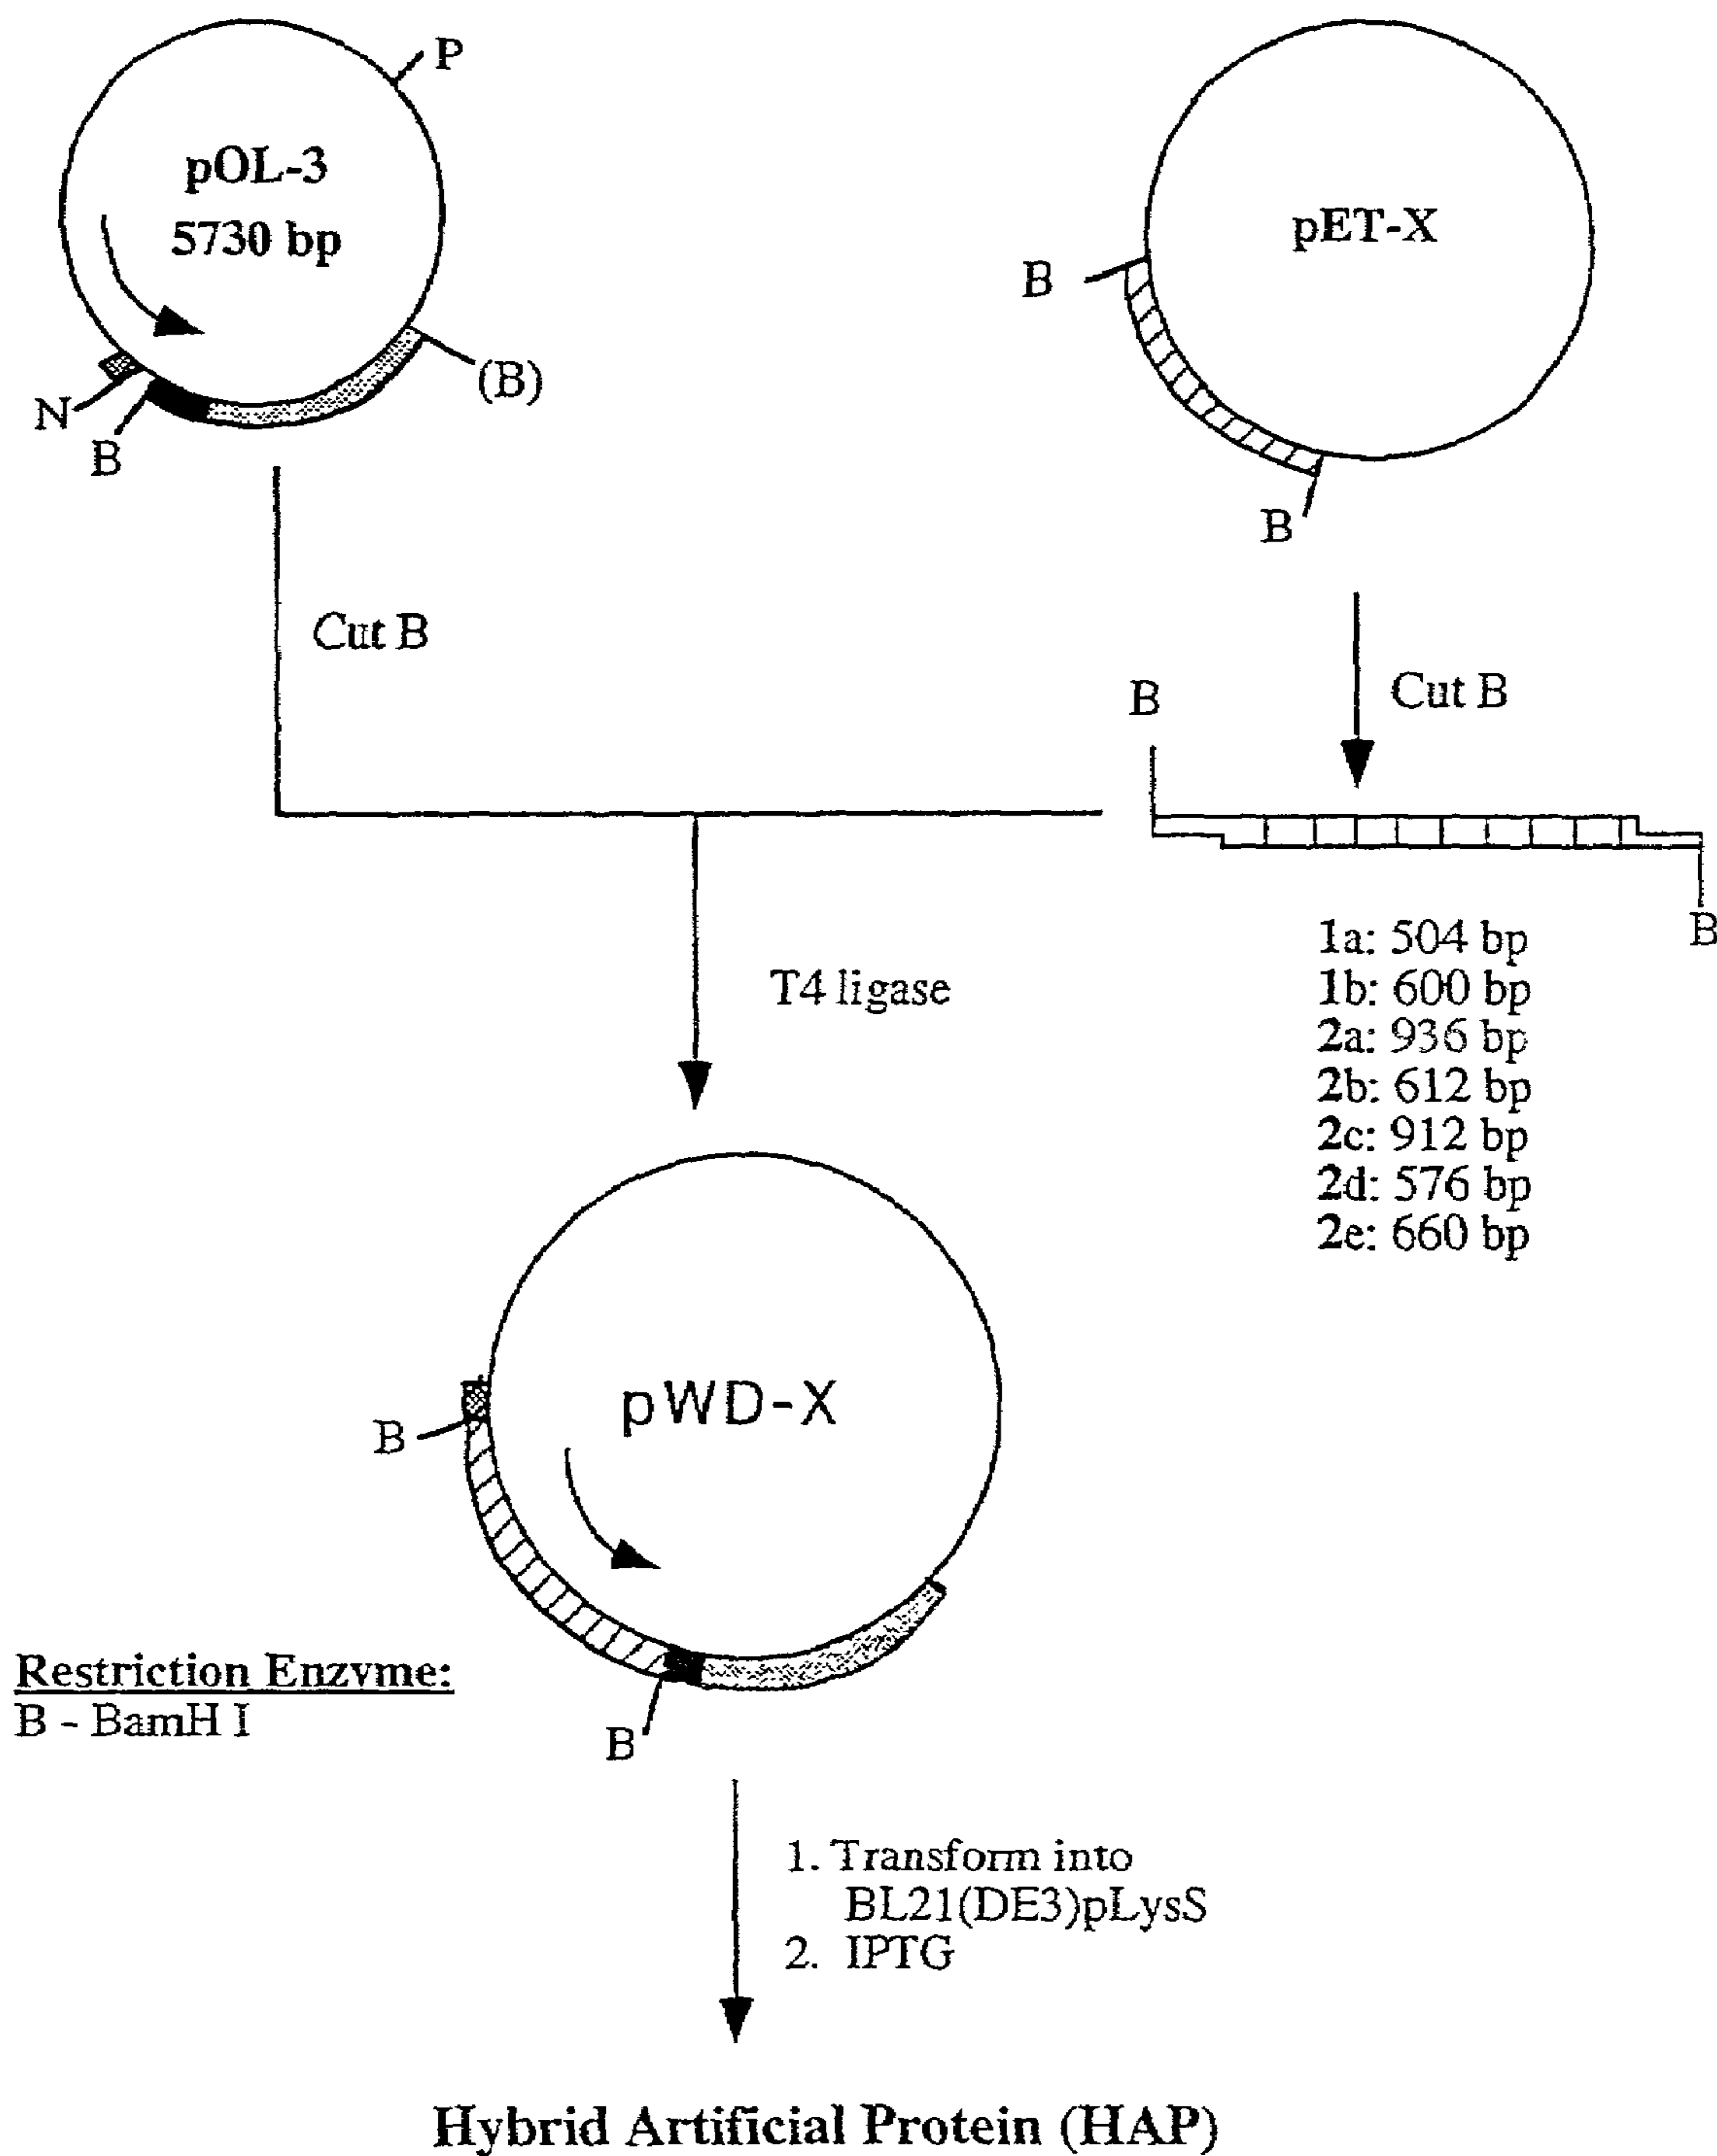 P
pOL-3
5730 bp
(B)
N
B
pET-X
B
B
Cut B
Cut B
B
B
1a: 504 bp
1b: 600 bp
2a: 936 bp
2b: 612 bp
2c: 912 bp
2d: 576 bp
2e: 660 bp
T4 ligase
pWD-X
B
B
Restriction Enzyme:
B - BamH I
1. Transform into
BL21(DE3)pLysS
2. IPTG
Hybrid Artificial Protein (HAP)